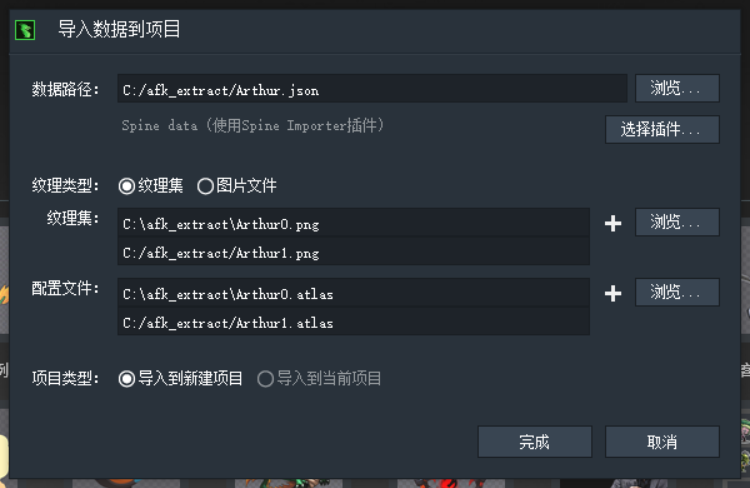 导入数据到项目
数据路径: C:/afk_extract/Arthur.json 浏览...
Spine data (使用Spine Importer插件) 选择插件...
纹理类型: 纹理集 图片文件
纹理集: C:\afk_extract\Arthur0.png 浏览...
C:/afk_extract/Arthur1.png
配置文件: C:\afk_extract\Arthur0.atlas 浏览...
C:/afk_extract/Arthur1.atlas
项目类型: 导入到新建项目 导入到当前项目
完成 取消